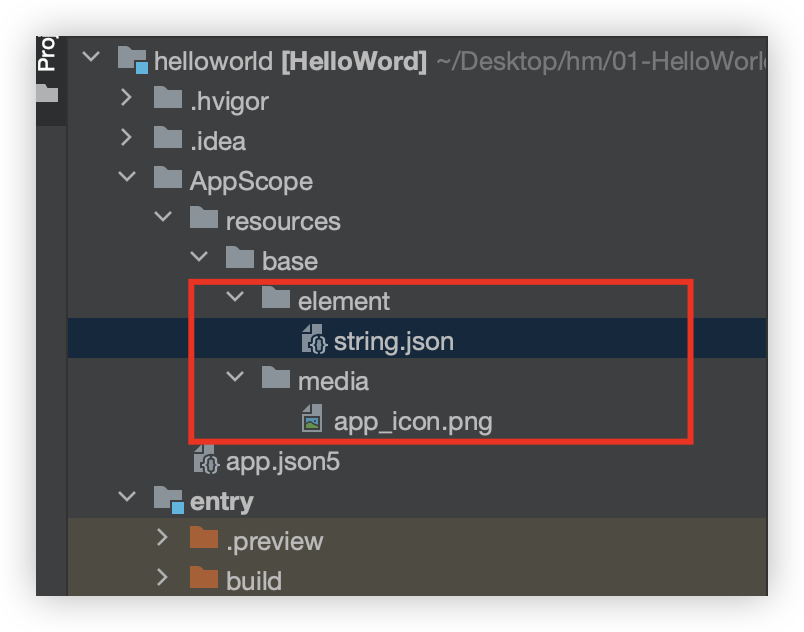 Pro
helloworld [HelloWord] ~/Desktop/hm/01-HelloWorl
.hvigor
.idea
AppScope
resources
base
element
string.json
media
app_icon.png
app.json5
entry
.preview
build